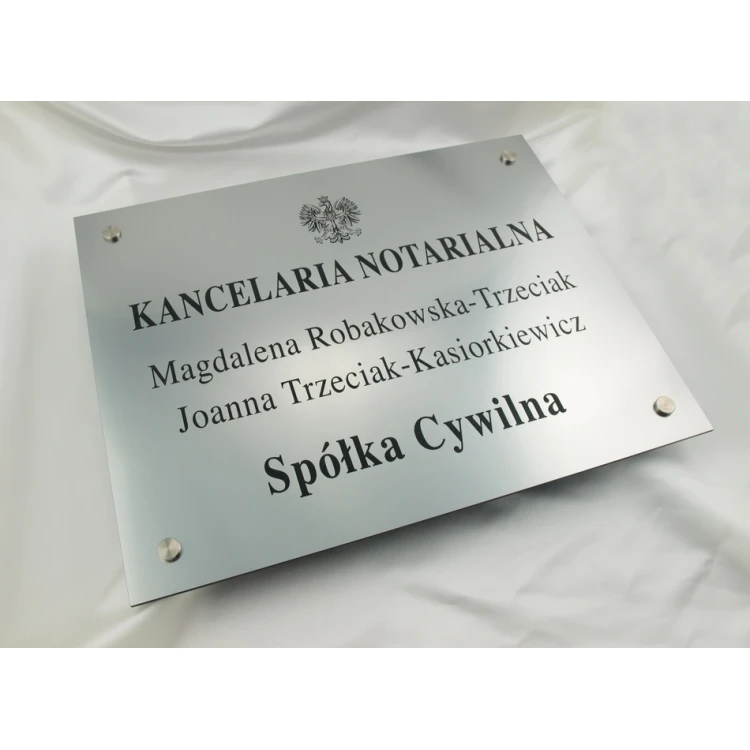 KANCELARIA NOTARIALNA
Magdalena Robakowska-Trzeciak
Joanna Trzeciak-Kasiorkiewicz
Spółka Cywilna